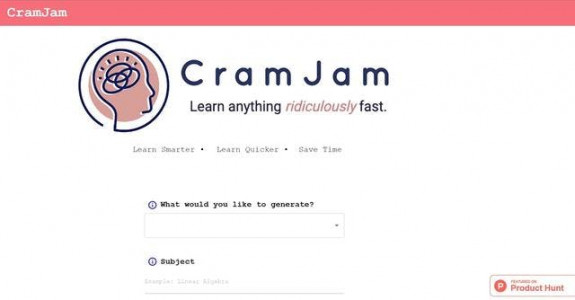 CramJam
CramJam
Learn anything ridiculously fast.
Learn Smarter • Learn Quicker • Save Time
What would you like to generate?
Subject
Example: Linear Algebra
FEATURED ON
Product Hunt